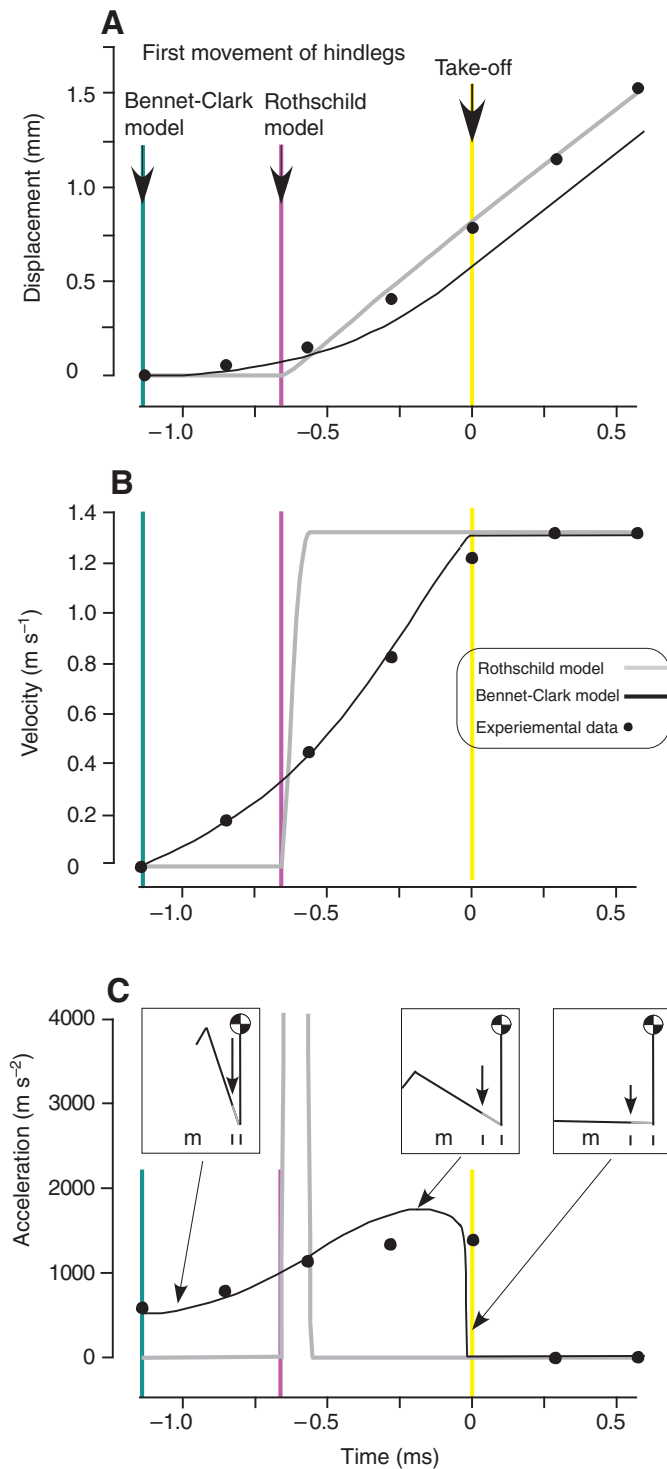 A
First movement of hindlegs
Bennet-Clark model
Rothschild model
Take-off
Displacement (mm)
1.5
1.0
0.5
0
−1.0
−0.5
0
0.5
B
Velocity (m s−1)
1.4
1.2
1.0
0.8
0.6
0.4
0.2
0
Rothschild model
Bennet-Clark model
Experiemental data
−1.0
−0.5
0
0.5
C
Acceleration (m s−2)
4000
3000
2000
1000
0
m
m
m
−1.0
−0.5
0
0.5
Time (ms)